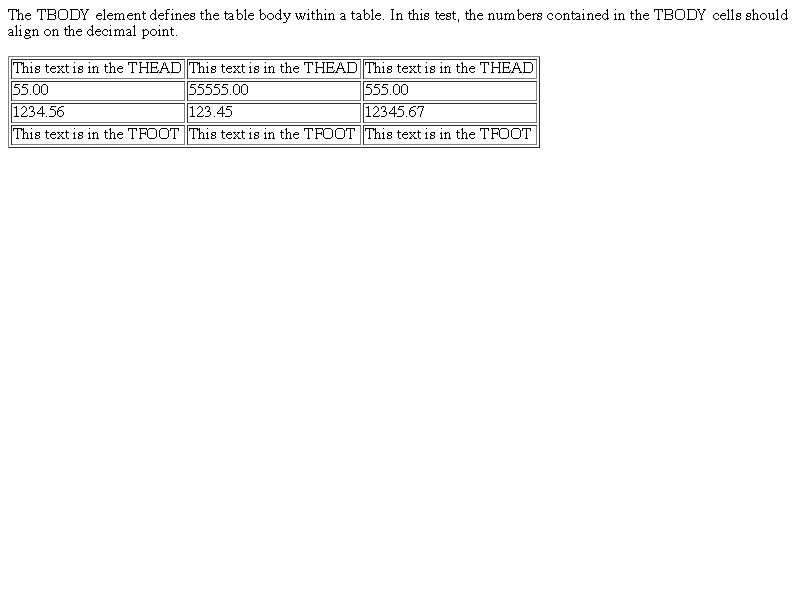 The TBODY element defines the table body within a table. In this test, the numbers contained in the TBODY cells should
align on the decimal point.
This text is in the THEAD This text is in the THEAD This text is in the THEAD
55.00 55555.00 555.00
1234.56 123.45 12345.67
This text is in the TFOOT This text is in the TFOOT This text is in the TFOOT